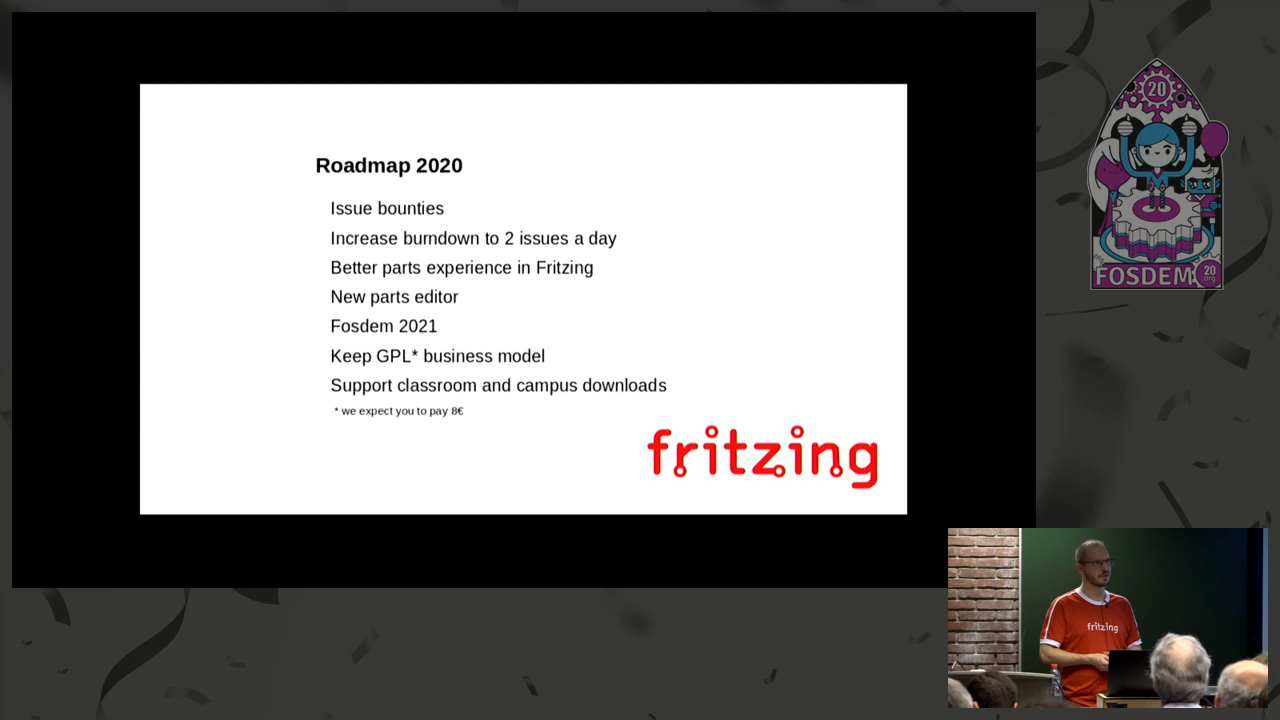 Roadmap 2020
Issue bounties
Increase burndown to 2 issues a day
Better parts experience in Fritzing
New parts editor
Fosdem 2021
Keep GPL* business model
Support classroom and campus downloads
* we expect you to pay 8€
fritzing
20
FOSDEM
20
.org
fritzing